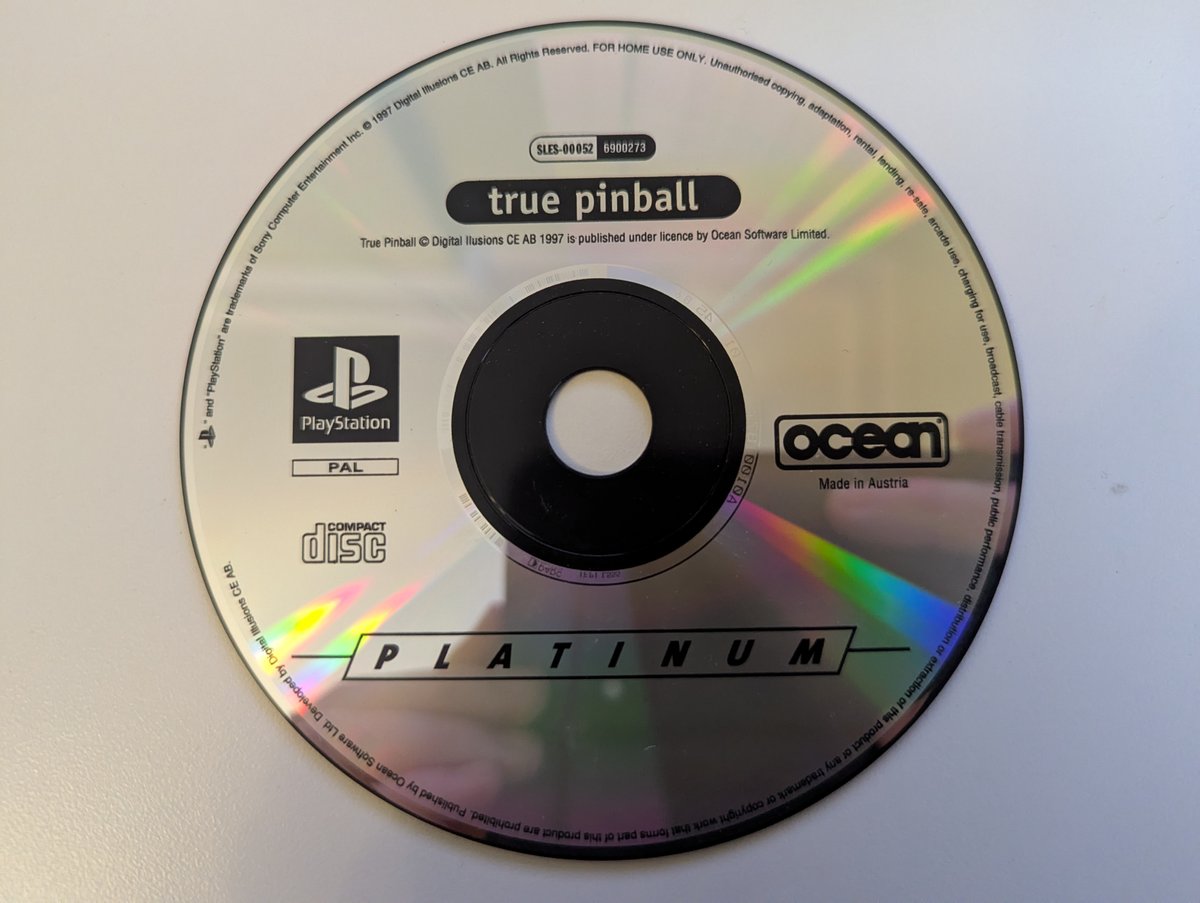 SLES-00052 6900273
true pinball
True Pinball © Digital Illusions CE AB 1997 is published under licence by Ocean Software Limited.
PlayStation
PAL
ocean
Made in Austria
COMPACT
disc
PLATINUM
" and "PlayStation" are trademarks of Sony Computer Entertainment Inc. © 1997 Digital Illusions CE AB. All Rights Reserved. FOR HOME USE ONLY. Unauthorised copying, adaptation, rental, lending, re-sale, arcade use, charging for use, broadcast, cable transmission, public performance, distribution or extraction of this product or any trademark or copyright work that forms part of this product are prohibited. Published by Ocean Software Ltd. Developed by Digital Illusions CE AB.